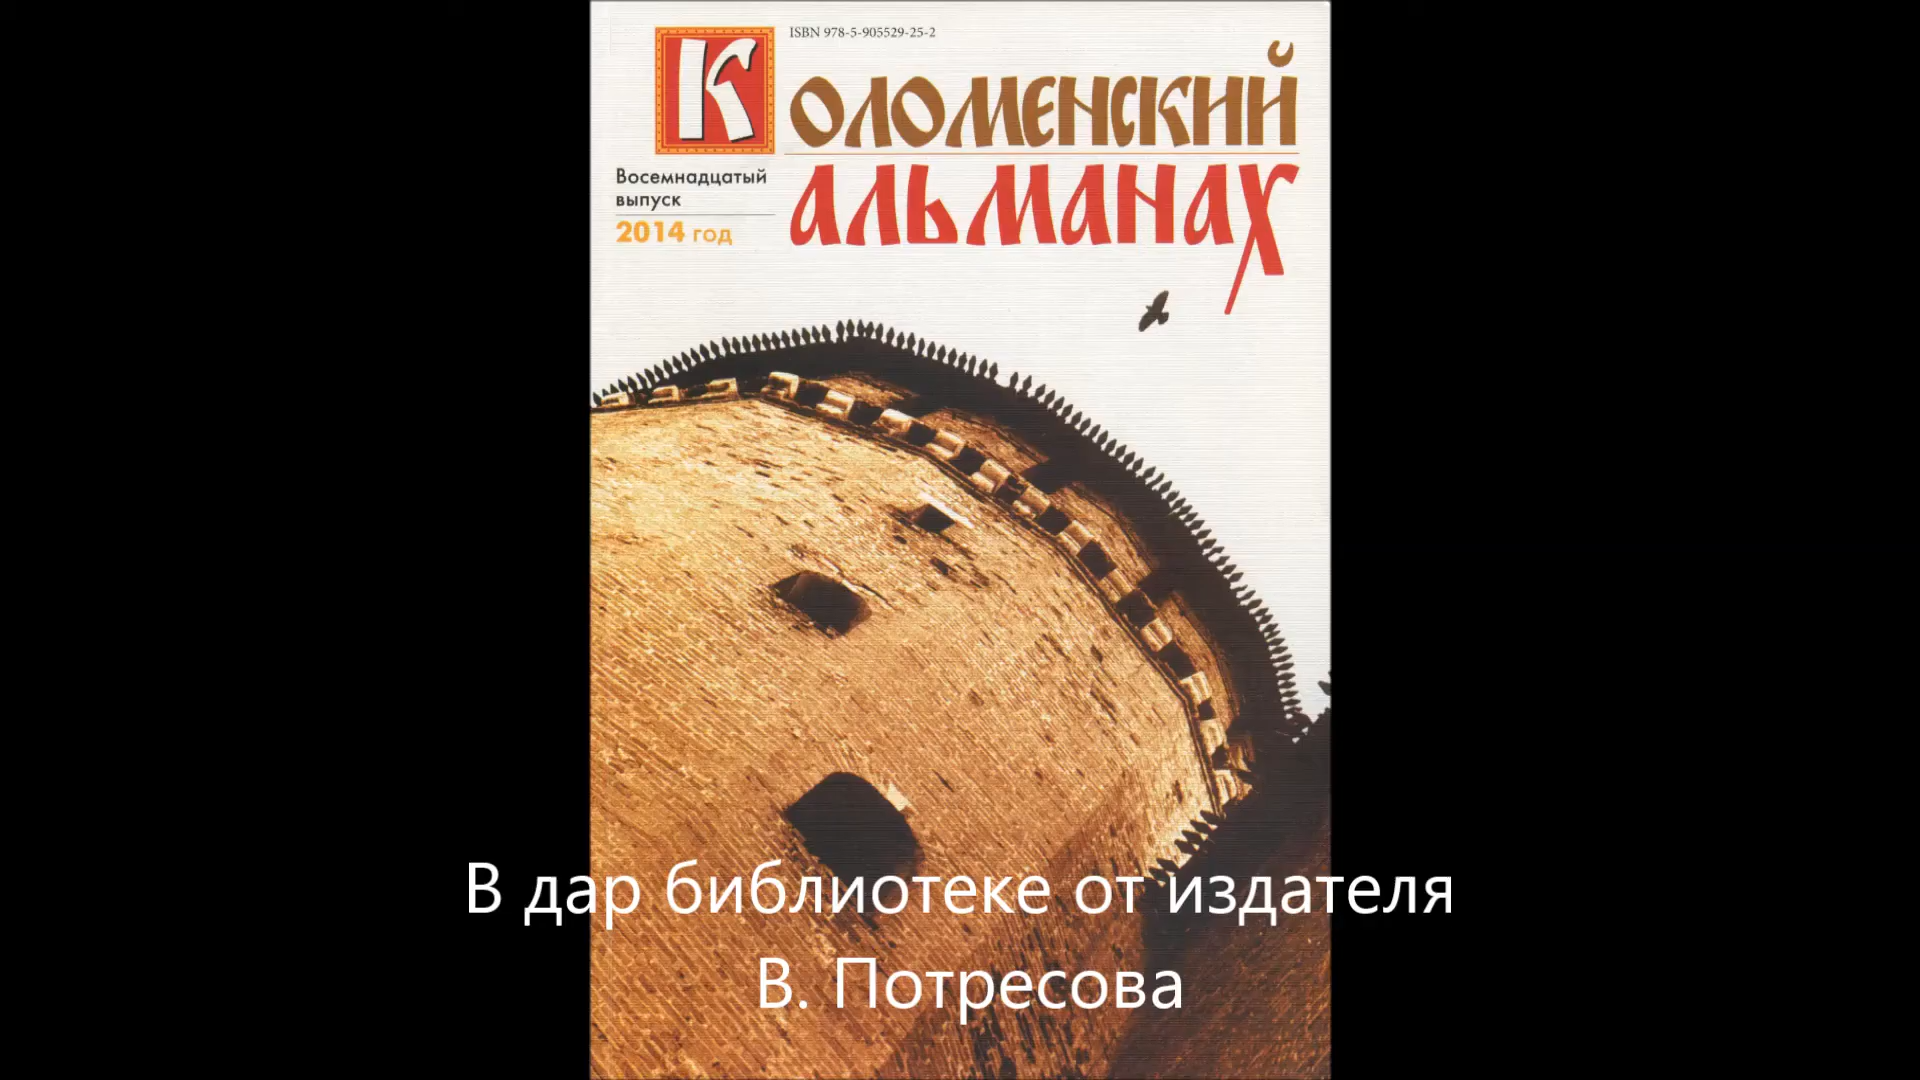 ISBN 978-5-905529-25-2
Коломенский
альманах
Восемнадцатый
выпуск
2014 год
В дар библиотеке от издателя
В. Потресова